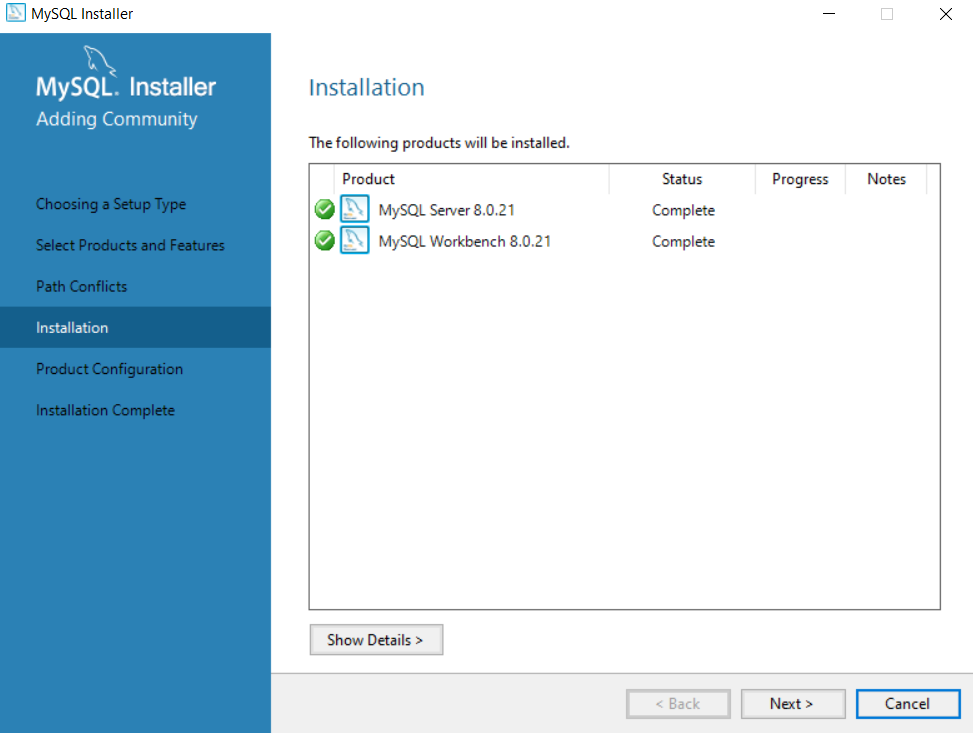 MySQL Installer
MySQL. Installer
Adding Community
Choosing a Setup Type
Select Products and Features
Path Conflicts
Installation
Product Configuration
Installation Complete
Installation
The following products will be installed.
Product Status Progress Notes
MySQL Server 8.0.21 Complete
MySQL Workbench 8.0.21 Complete
Show Details >
< Back Next > Cancel